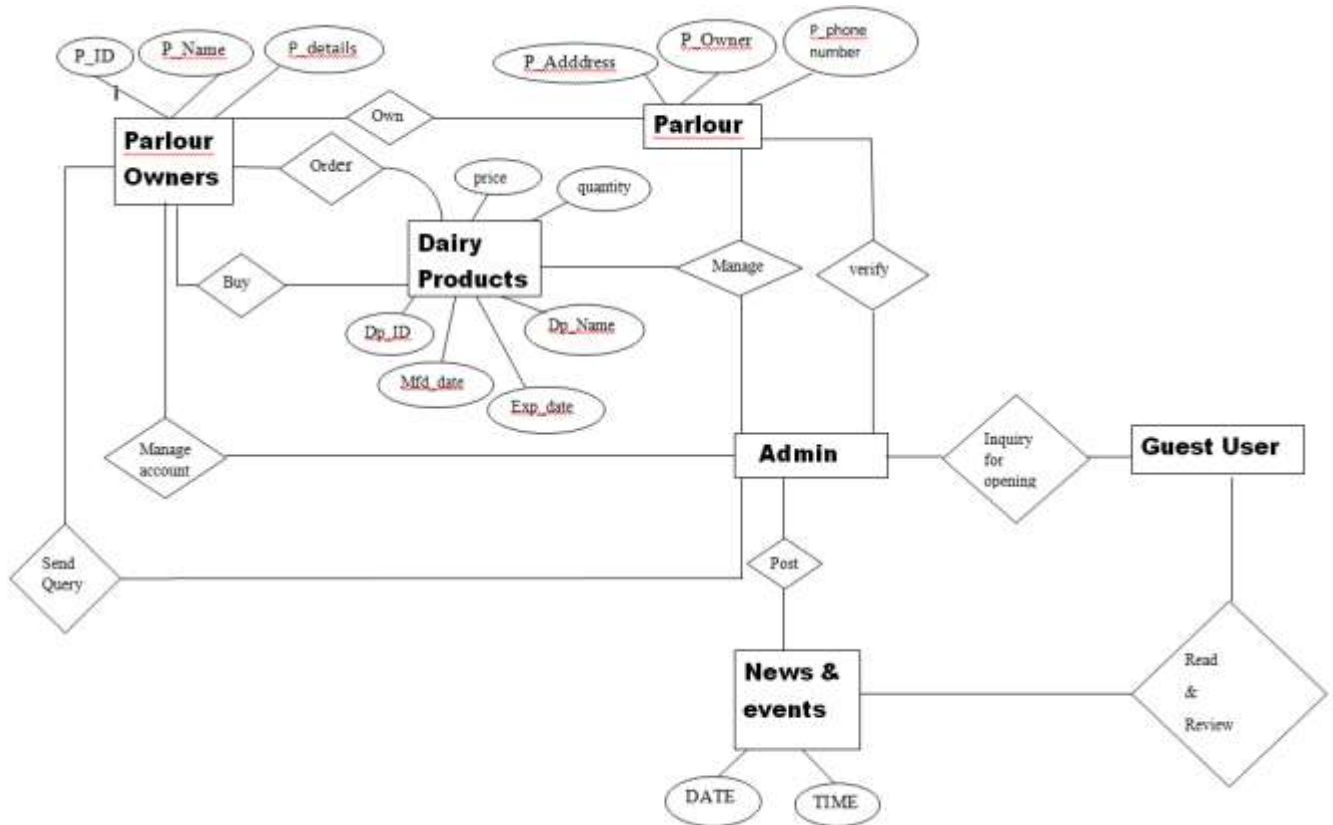 P_ID
P_Name
P_details
P_Adddress
P_Owner
P_phone
number
Own
Parlour
Owners
Parlour
Order
price
quantity
Dairy
Products
Manage
verify
Buy
Dp_ID
Dp_Name
Mfd_date
Exp_date
Manage
account
Admin
Inquiry
for
opening
Guest User
Send
Query
Post
News &
events
Read
&
Review
DATE
TIME